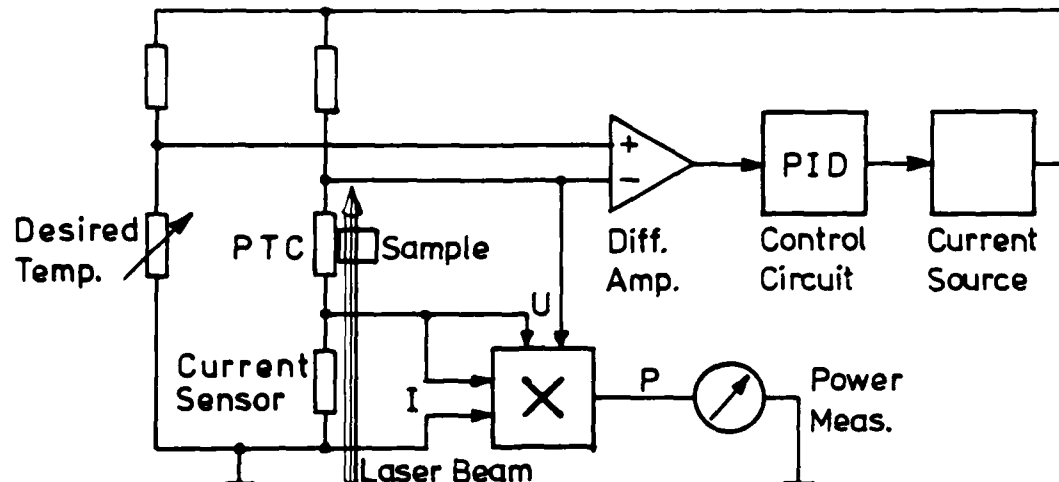 +
−
PID
Desired
Temp.
PTC
Sample
Diff.
Amp.
Control
Circuit
Current
Source
U
Current
Sensor
I
X
P
Power
Meas.
Laser Beam